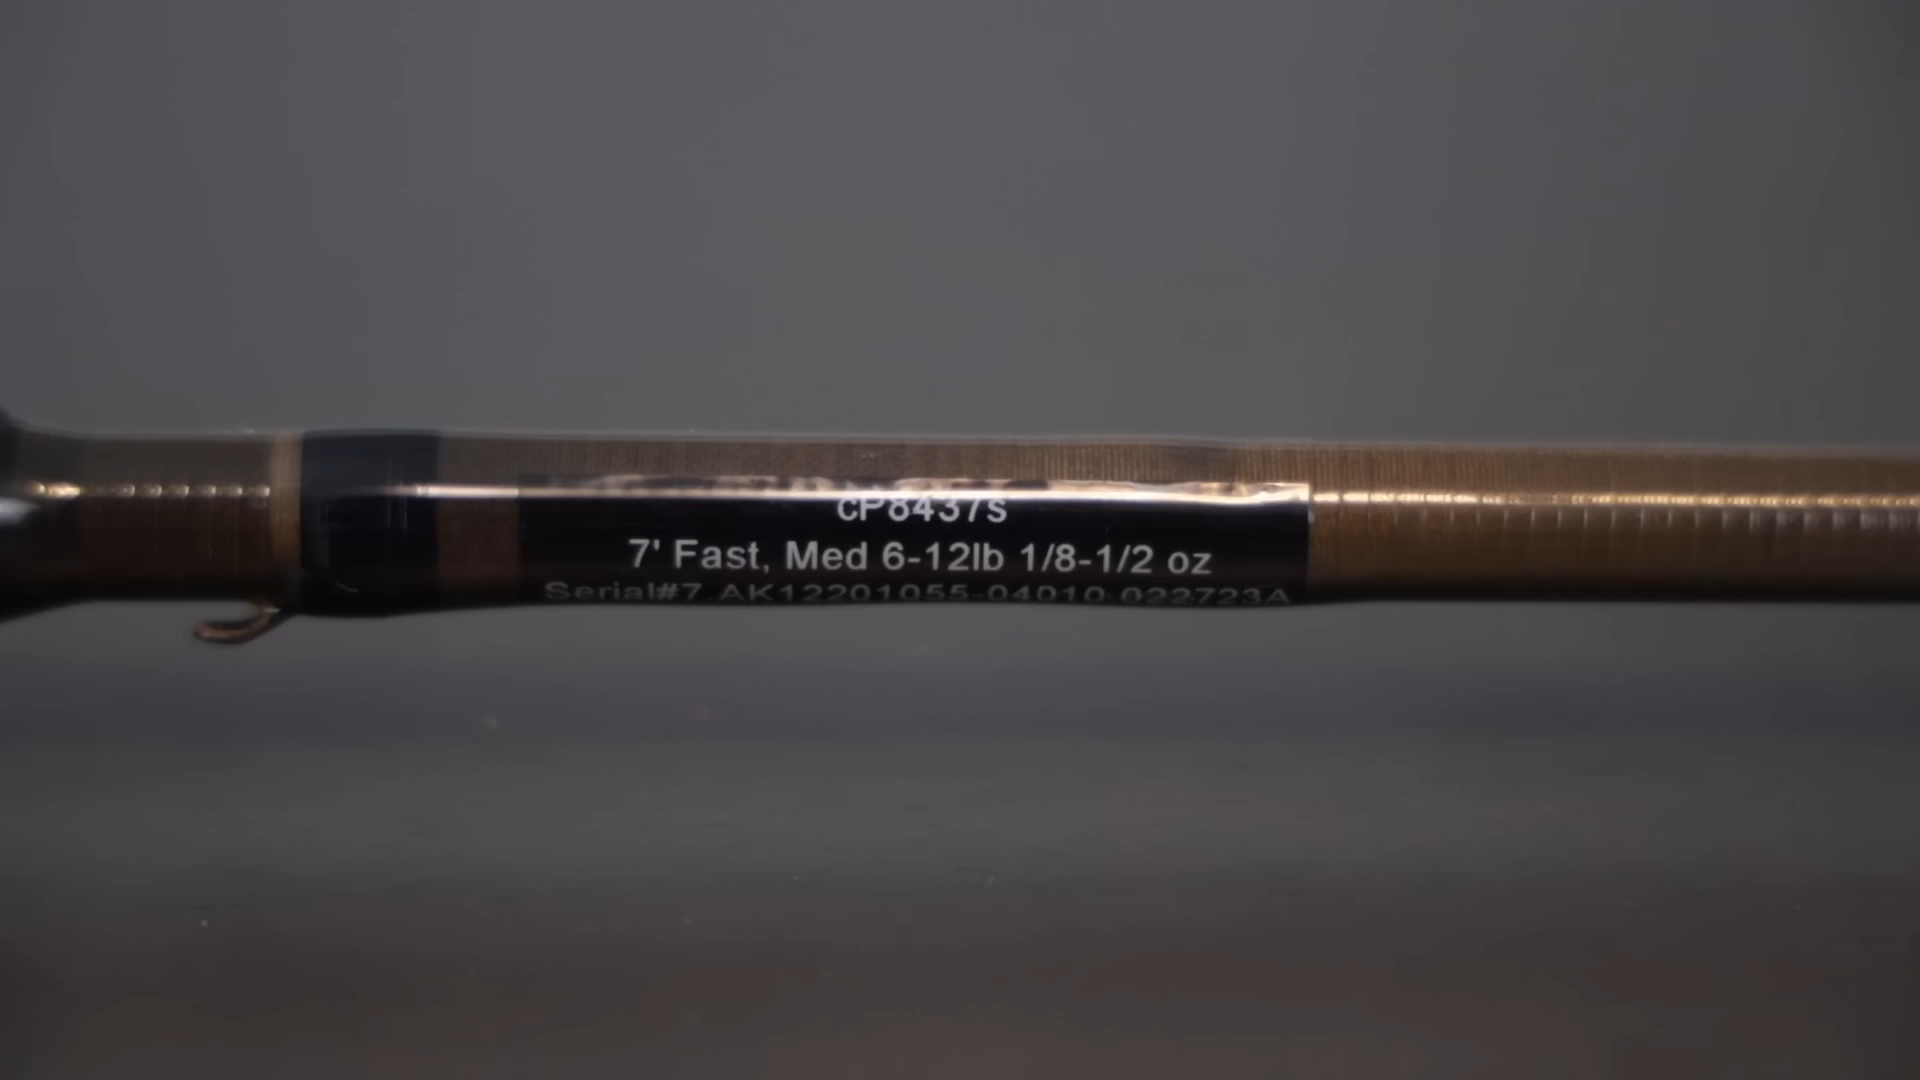 cP8437s
7' Fast, Med 6-12lb 1/8-1/2 oz
Serial#7 AK12201055-04010-022723A